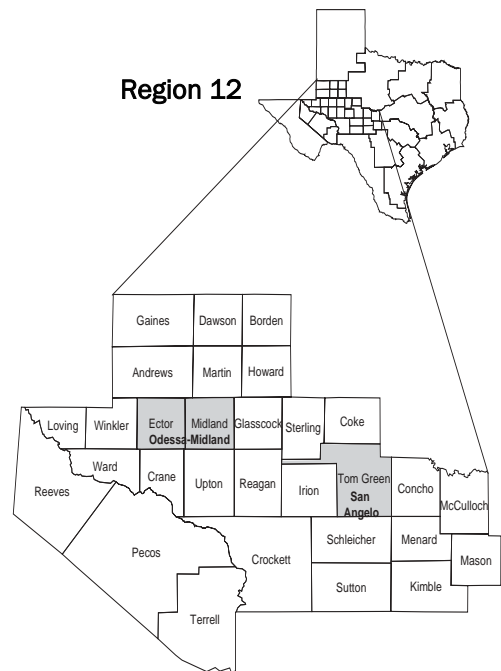 Region 12
Gaines Dawson Borden
Andrews Martin Howard
Loving Winkler Ector Midland Glasscock Sterling Coke
Odessa-Midland
Reeves Ward Crane Upton Reagan Irion Tom Green Concho McCulloch
San
Angelo
Pecos Crockett Schleicher Menard Mason
Terrell Sutton Kimble